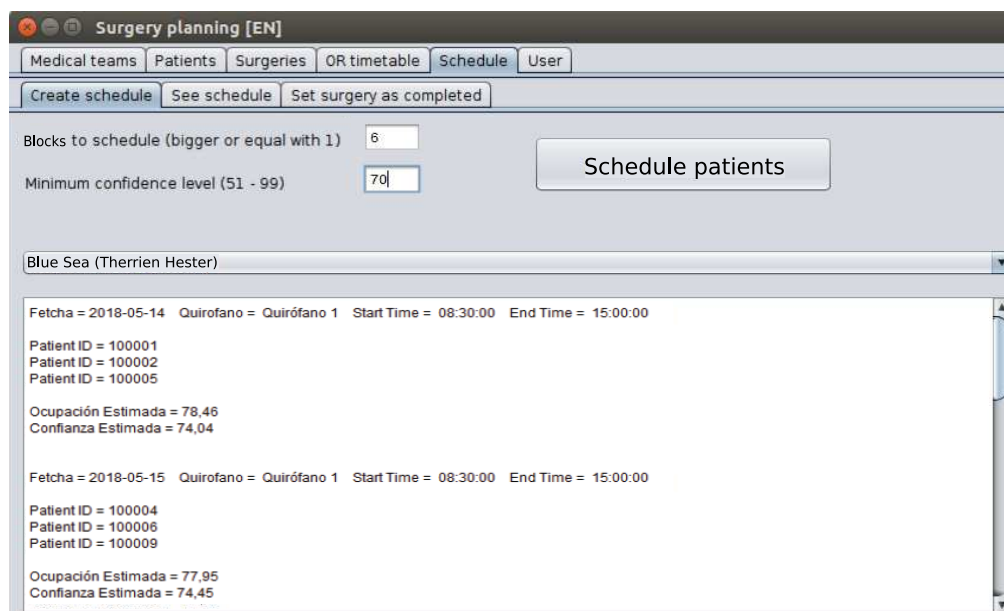 Surgery planning [EN]
Medical teams Patients Surgeries OR timetable Schedule User
Create schedule See schedule Set surgery as completed
Blocks to schedule (bigger or equal with 1) 6
Schedule patients
Minimum confidence level (51 - 99) 70
Blue Sea (Therrien Hester)
Fetcha = 2018-05-14 Quirofano = Quirófano 1 Start Time = 08:30:00 End Time = 15:00:00
Patient ID = 100001
Patient ID = 100002
Patient ID = 100005
Ocupación Estimada = 78,46
Confianza Estimada = 74,04
Fetcha = 2018-05-15 Quirofano = Quirófano 1 Start Time = 08:30:00 End Time = 15:00:00
Patient ID = 100004
Patient ID = 100006
Patient ID = 100009
Ocupación Estimada = 77,95
Confianza Estimada = 74,45